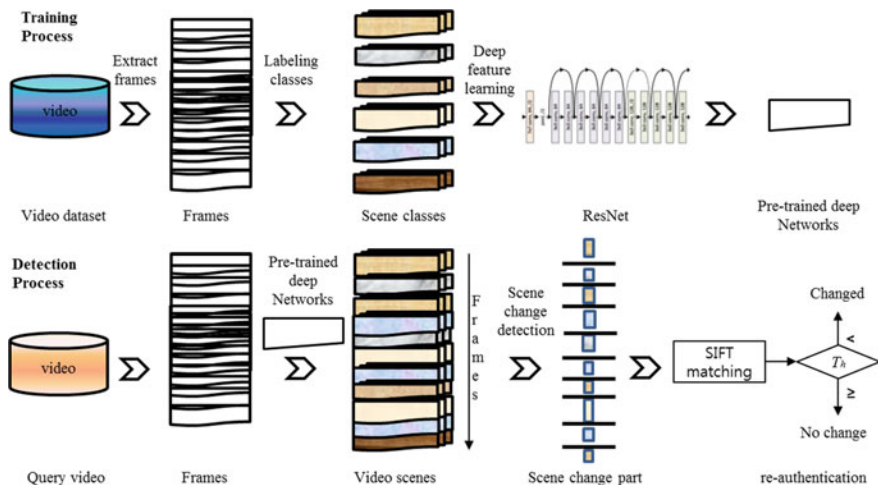 Training
Process
Extract
frames
Labeling
classes
Deep
feature
learning
video
Video dataset
Frames
Scene classes
ResNet
Pre-trained deep
Networks
Detection
Process
Pre-trained
deep
Networks
Frames
Scene
change
detection
Changed
<
video
SIFT
matching
Th
≥
No change
Query video
Frames
Video scenes
Scene change part
re-authentication